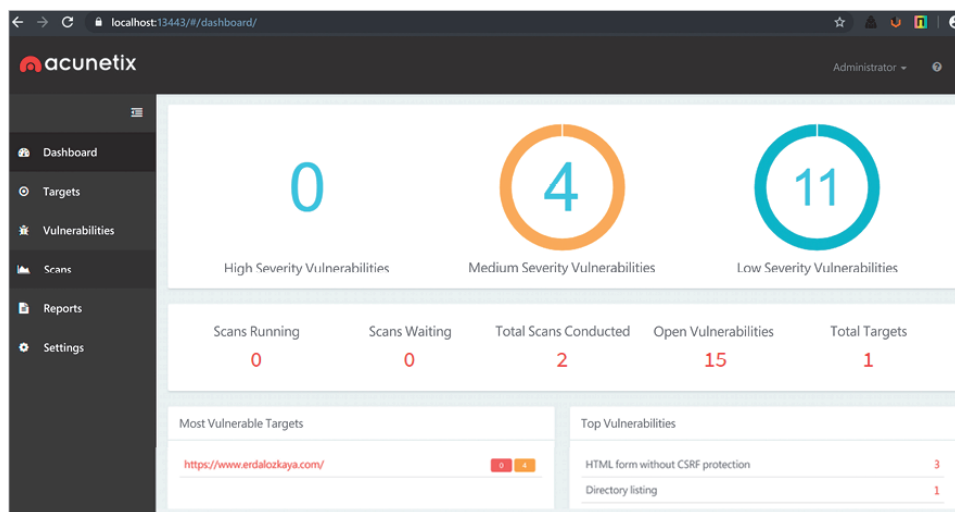 localhost:13443/#/dashboard/
acunetix
Administrator
Dashboard
Targets
Vulnerabilities
Scans
Reports
Settings
0
4
11
High Severity Vulnerabilities
Medium Severity Vulnerabilities
Low Severity Vulnerabilities
Scans Running
Scans Waiting
Total Scans Conducted
Open Vulnerabilities
Total Targets
0
0
2
15
1
Most Vulnerable Targets
https://www.erdalozkaya.com/
0
4
Top Vulnerabilities
HTML form without CSRF protection
3
Directory listing
1